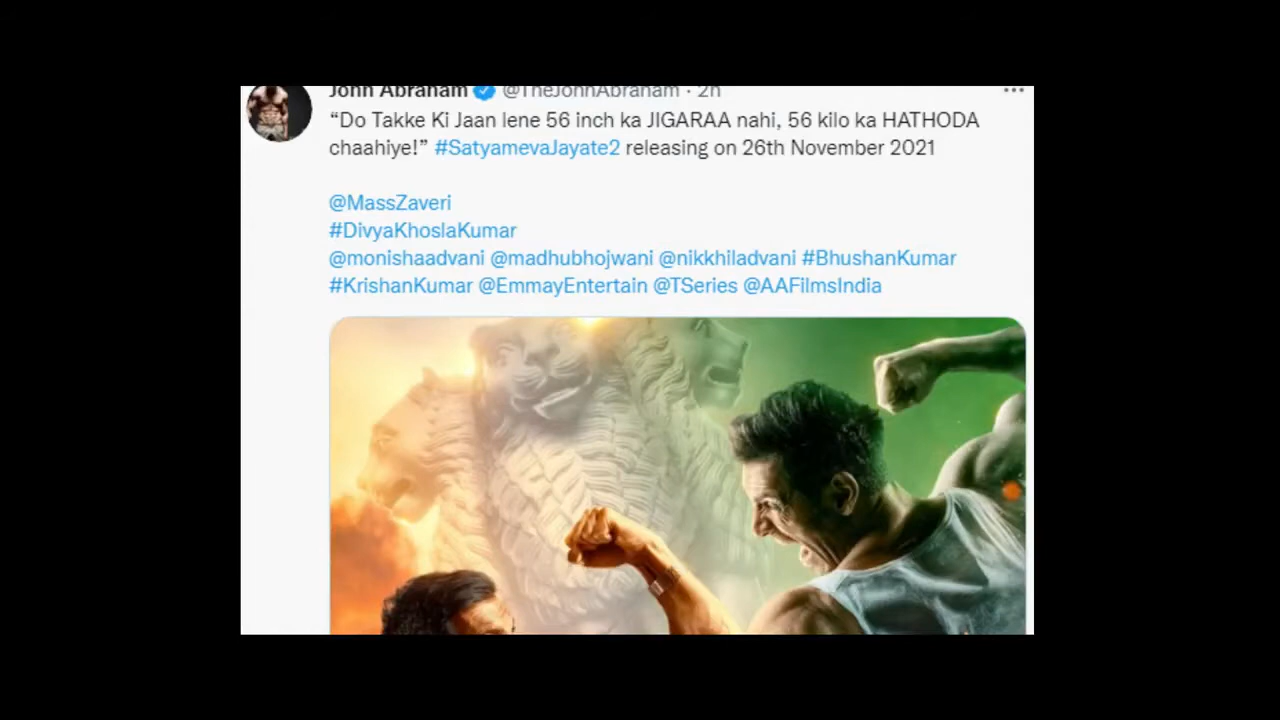 John Abraham @TheJohnAbraham · 2h
“Do Takke Ki Jaan lene 56 inch ka JIGARAA nahi, 56 kilo ka HATHODA
chaahiye!” #SatyamevaJayate2 releasing on 26th November 2021
@MassZaveri
#DivyaKhoslaKumar
@monishaadvani @madhubhojwani @nikkhiladvani #BhushanKumar
#KrishanKumar @EmmayEntertain @TSeries @AAFilmsIndia